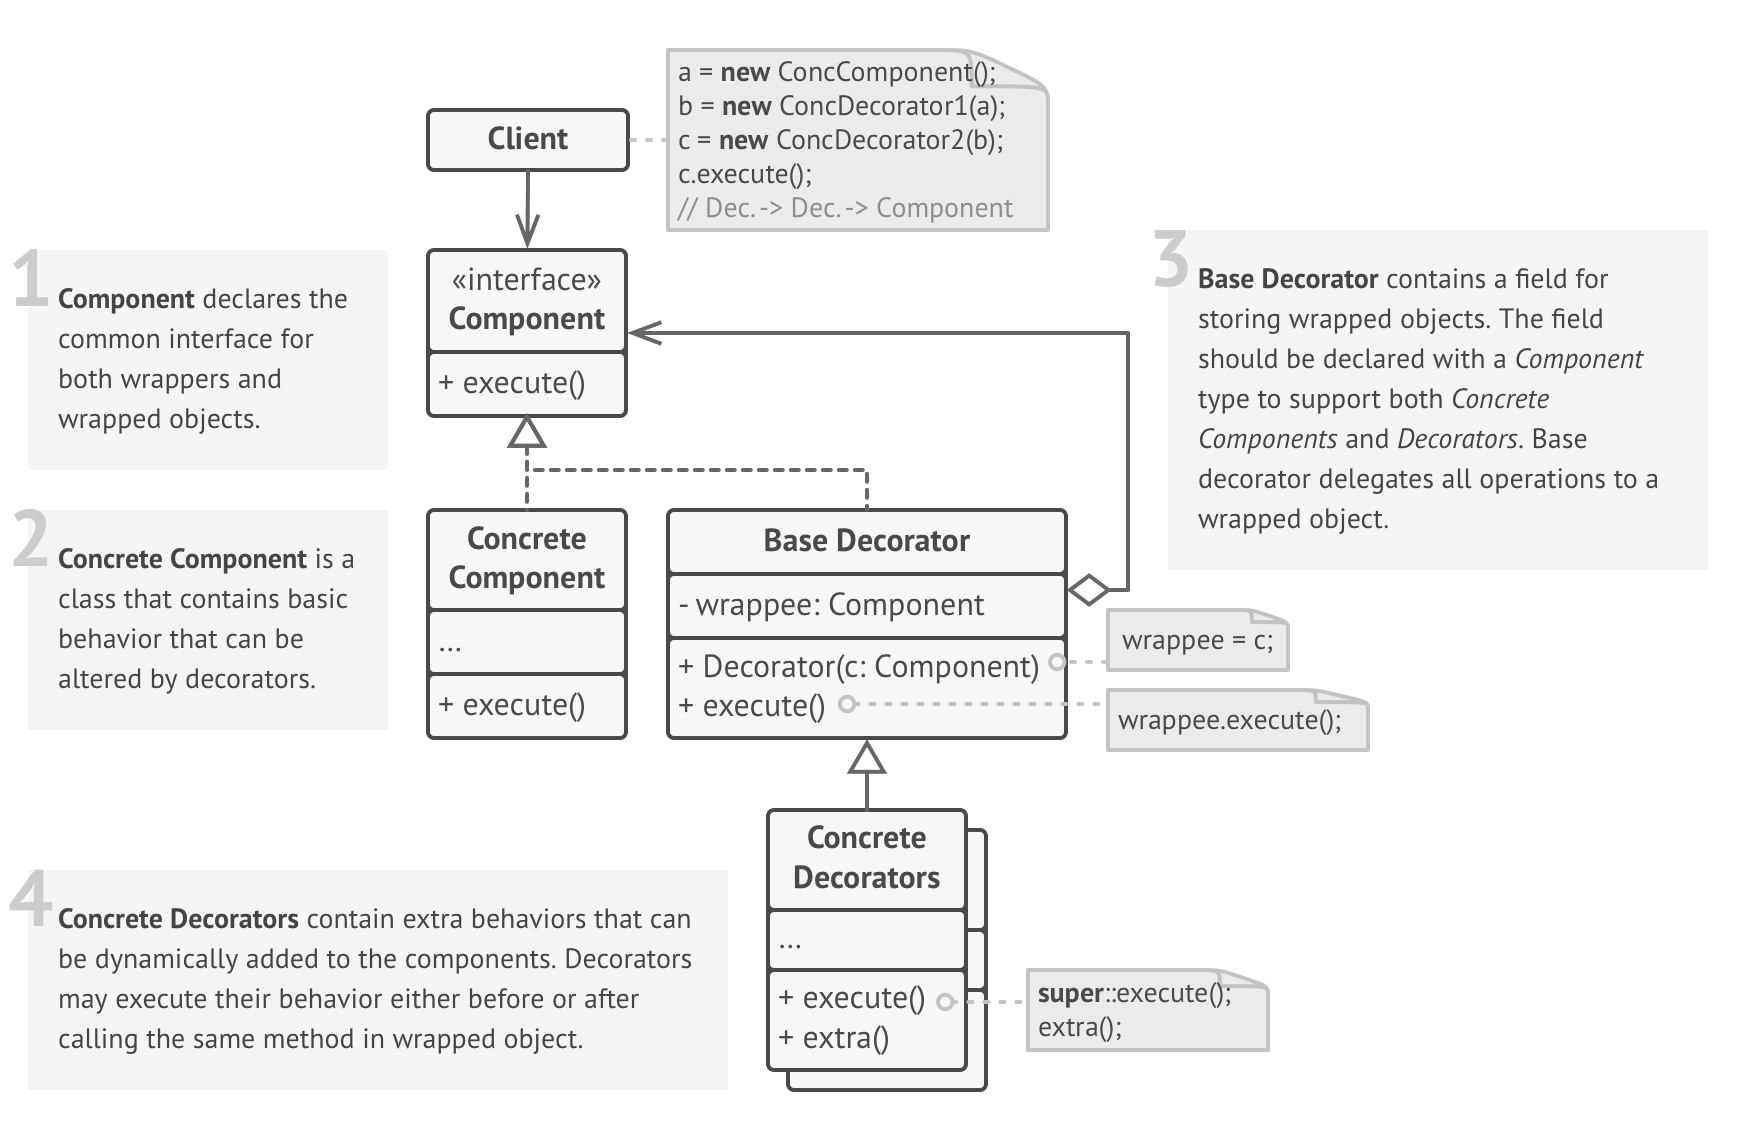 a = new ConcComponent();
b = new ConcDecorator1(a);
c = new ConcDecorator2(b);
c.execute();
// Dec. -> Dec. -> Component
Client
1
Component declares the
common interface for
both wrappers and
wrapped objects.
«interface»
Component
+ execute()
3
Base Decorator contains a field for
storing wrapped objects. The field
should be declared with a Component
type to support both Concrete
Components and Decorators. Base
decorator delegates all operations to a
wrapped object.
2
Concrete Component is a
class that contains basic
behavior that can be
altered by decorators.
Concrete
Component
...
+ execute()
Base Decorator
- wrappee: Component
+ Decorator(c: Component)
+ execute()
wrappee = c;
wrappee.execute();
4
Concrete Decorators contain extra behaviors that can
be dynamically added to the components. Decorators
may execute their behavior either before or after
calling the same method in wrapped object.
Concrete
Decorators
...
+ execute()
+ extra()
super::execute();
extra();